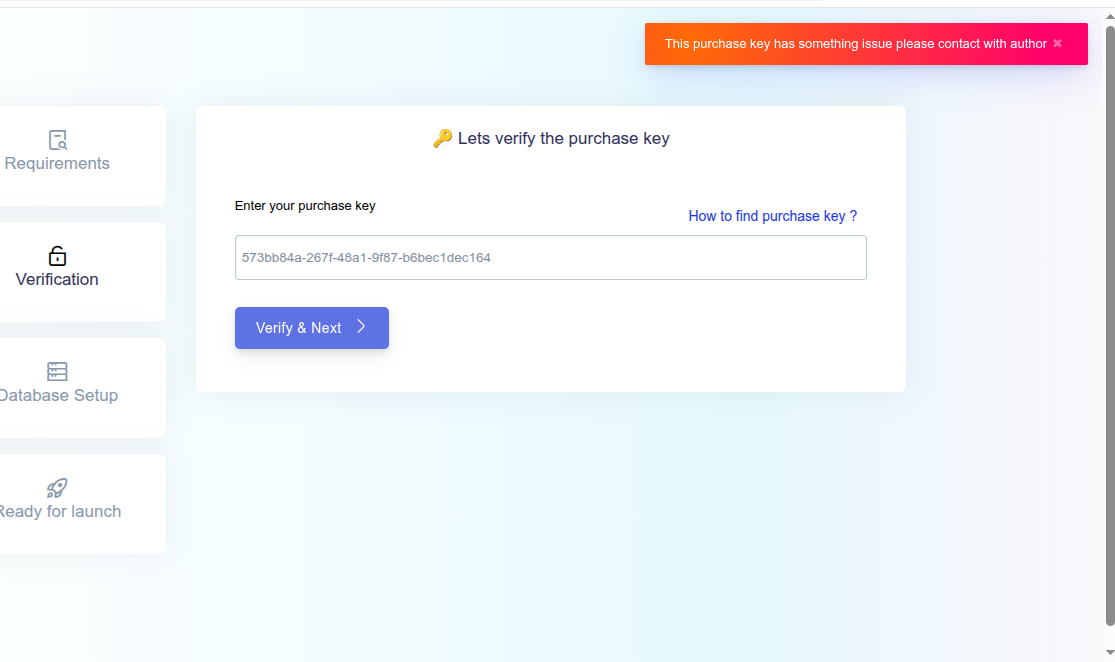 This purchase key has something issue please contact with author ✖
Requirements
🔑 Lets verify the purchase key
Enter your purchase key
How to find purchase key ?
573bb84a-267f-48a1-9f87-b6bec1dec164
Verification
Verify & Next
Database Setup
Ready for launch